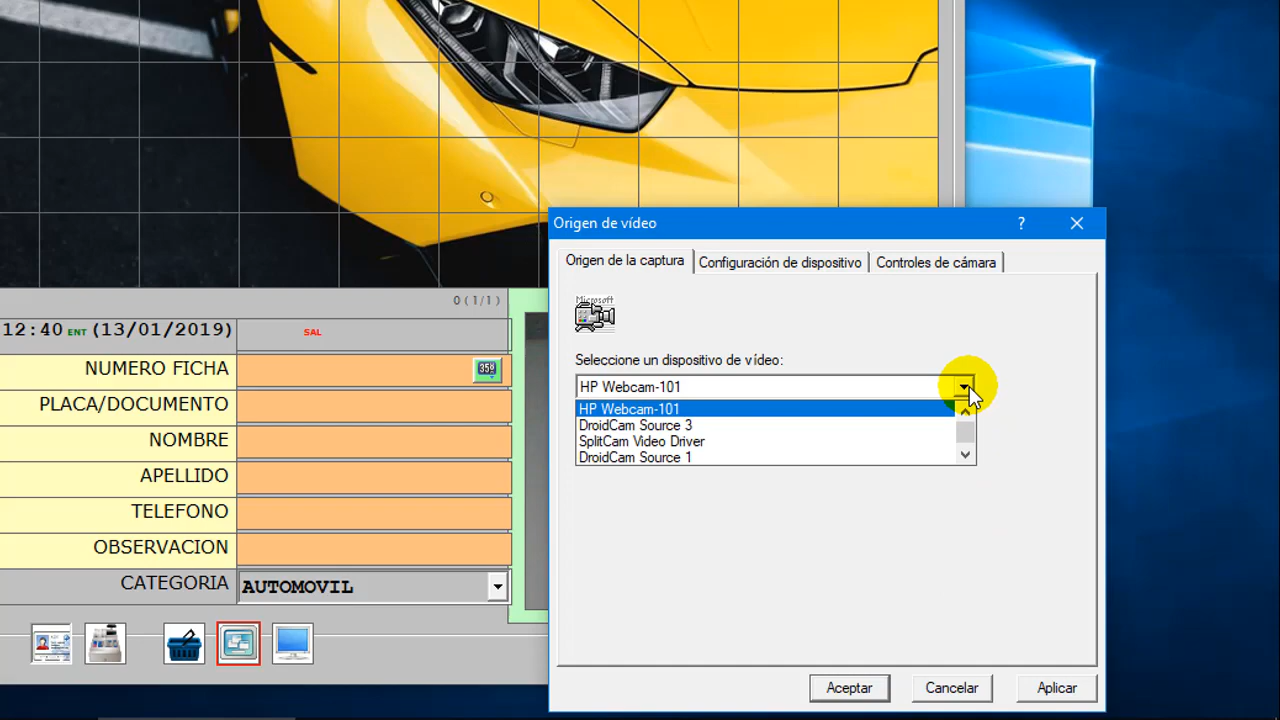 Origen de vídeo
?
Origen de la captura
Configuración de dispositivo
Controles de cámara
Microsoft
Seleccione un dispositivo de vídeo:
HP Webcam-101
HP Webcam-101
DroidCam Source 3
SplitCam Video Driver
DroidCam Source 1
Aceptar
Cancelar
Aplicar
0 ( 1/1 )
12:40 ENT (13/01/2019)
SAL
NUMERO FICHA
359
PLACA/DOCUMENTO
NOMBRE
APELLIDO
TELEFONO
OBSERVACION
CATEGORIA
AUTOMOVIL